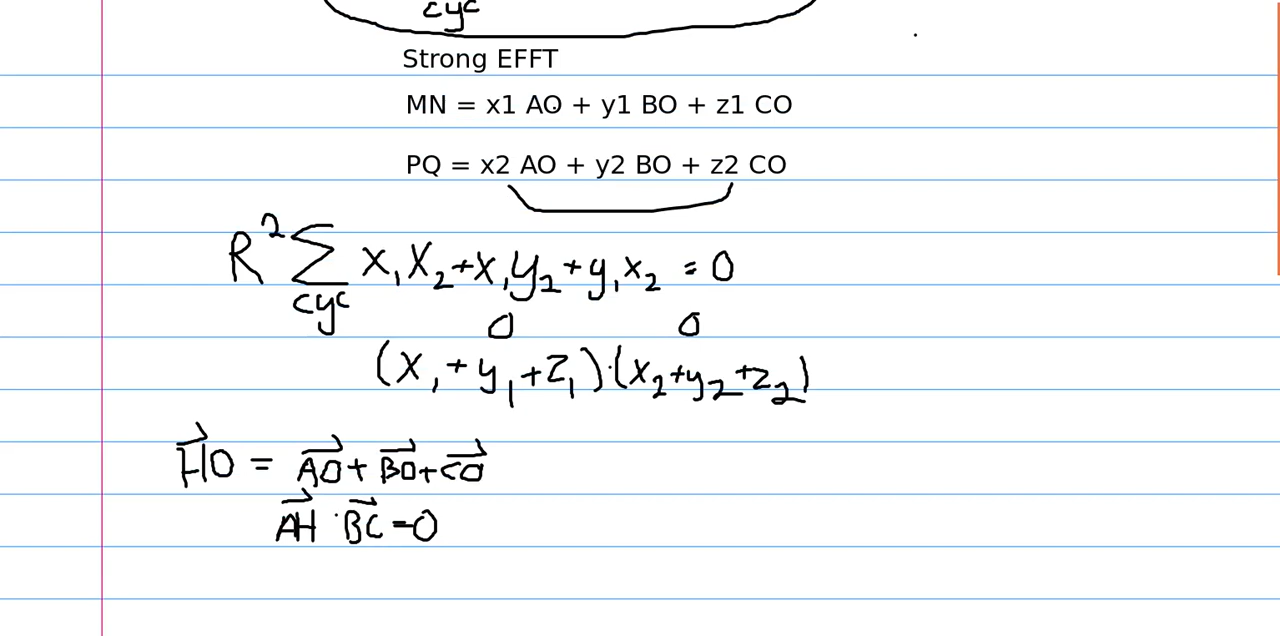 cyc
Strong EFFT
MN = x1 AO + y1 BO + z1 CO
PQ = x2 AO + y2 BO + z2 CO
R² ∑ x₁x₂+x₁y₂+y₁x₂ = 0
cyc
0 0
(x₁+y₁+z₁)·(x₂+y₂+z₂)
→HO = →AO + →BO + →CO
→AH · →BC = 0